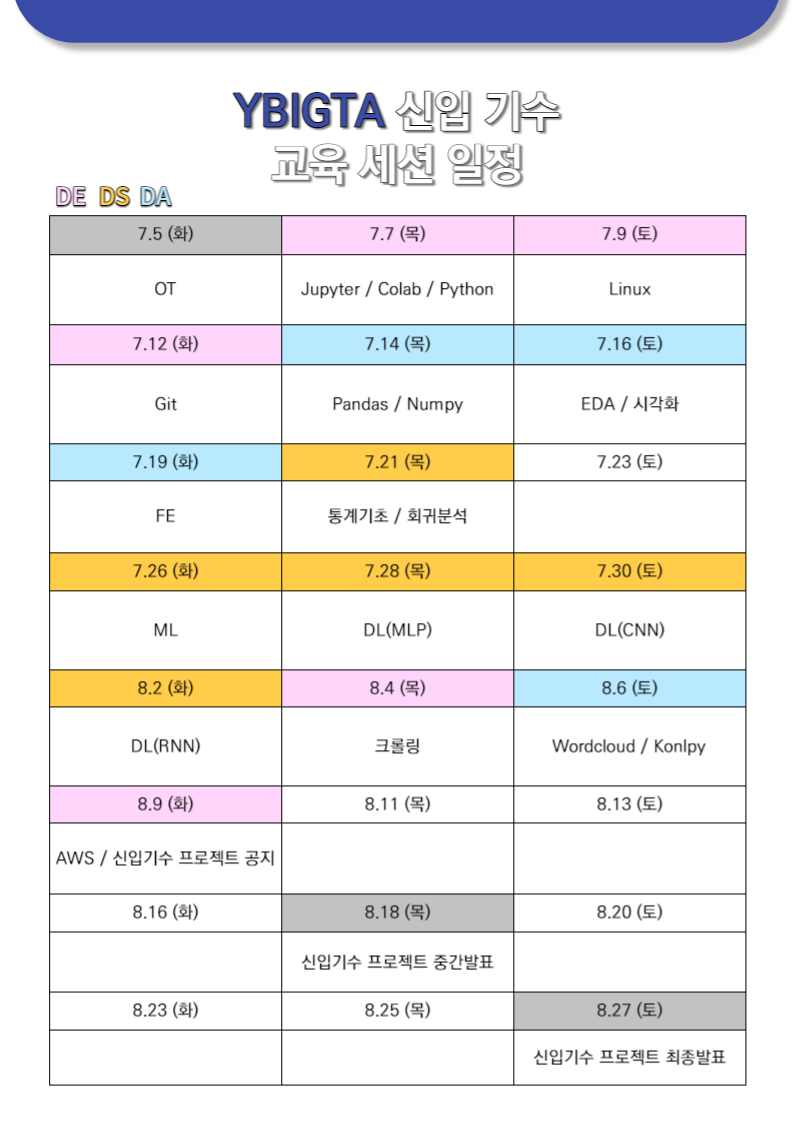 YBIGTA 신입 기수
교육 세션 일정
DE DS DA
7.5 (화) 7.7 (목) 7.9 (토)
OT Jupyter / Colab / Python Linux
7.12 (화) 7.14 (목) 7.16 (토)
Git Pandas / Numpy EDA / 시각화
7.19 (화) 7.21 (목) 7.23 (토)
FE 통계기초 / 회귀분석
7.26 (화) 7.28 (목) 7.30 (토)
ML DL(MLP) DL(CNN)
8.2 (화) 8.4 (목) 8.6 (토)
DL(RNN) 크롤링 Wordcloud / Konlpy
8.9 (화) 8.11 (목) 8.13 (토)
AWS / 신입기수 프로젝트 공지
8.16 (화) 8.18 (목) 8.20 (토)
신입기수 프로젝트 중간발표
8.23 (화) 8.25 (목) 8.27 (토)
신입기수 프로젝트 최종발표